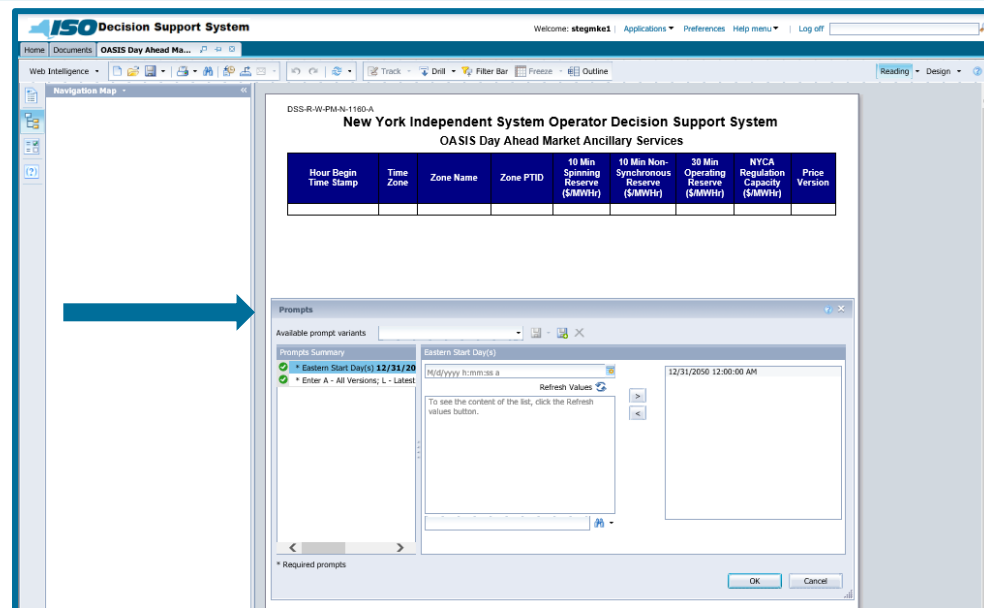 ISO Decision Support System
Welcome: stegmke1 | Applications Preferences Help menu | Log off
Home Documents OASIS Day Ahead Ma...
Web Intelligence Track Drill Filter Bar Freeze Outline Reading Design
Navigation Map
DSS-R-W-PM-N-1160-A
New York Independent System Operator Decision Support System
OASIS Day Ahead Market Ancillary Services
Hour Begin Time Stamp
Time Zone
Zone Name
Zone PTID
10 Min Spinning Reserve ($/MWHr)
10 Min Non-Synchronous Reserve ($/MWHr)
30 Min Operating Reserve ($/MWHr)
NYCA Regulation Capacity ($/MWHr)
Price Version
Prompts
Available prompt variants
Prompts Summary
* Eastern Start Day(s) 12/31/20
* Enter A - All Versions; L - Latest
Eastern Start Day(s)
M/d/yyyy h:mm:ss a
Refresh Values
To see the content of the list, click the Refresh
values button.
>
<
12/31/2050 12:00:00 AM
* Required prompts
OK Cancel